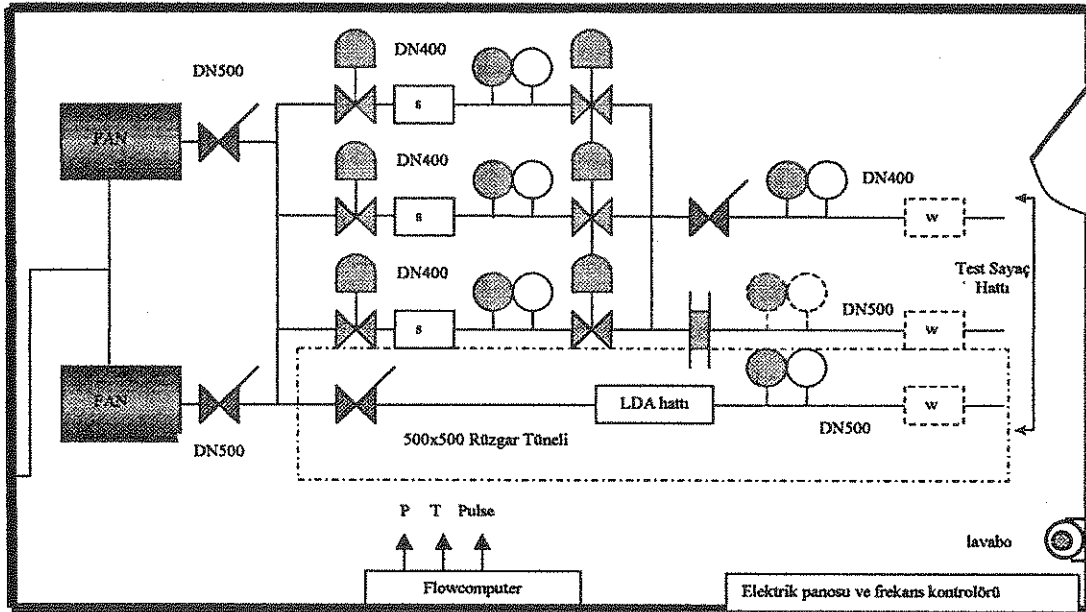 DN400
DN500
s
FAN
DN400
DN400
s
w
DN400
Test Sayaç
Hattı
DN500
s
w
FAN
LDA hattı
w
DN500
DN500
500x500 Rüzgar Tüneli
P T Pulse
lavabo
Flowcomputer
Elektrik panosu ve frekans kontrolörü